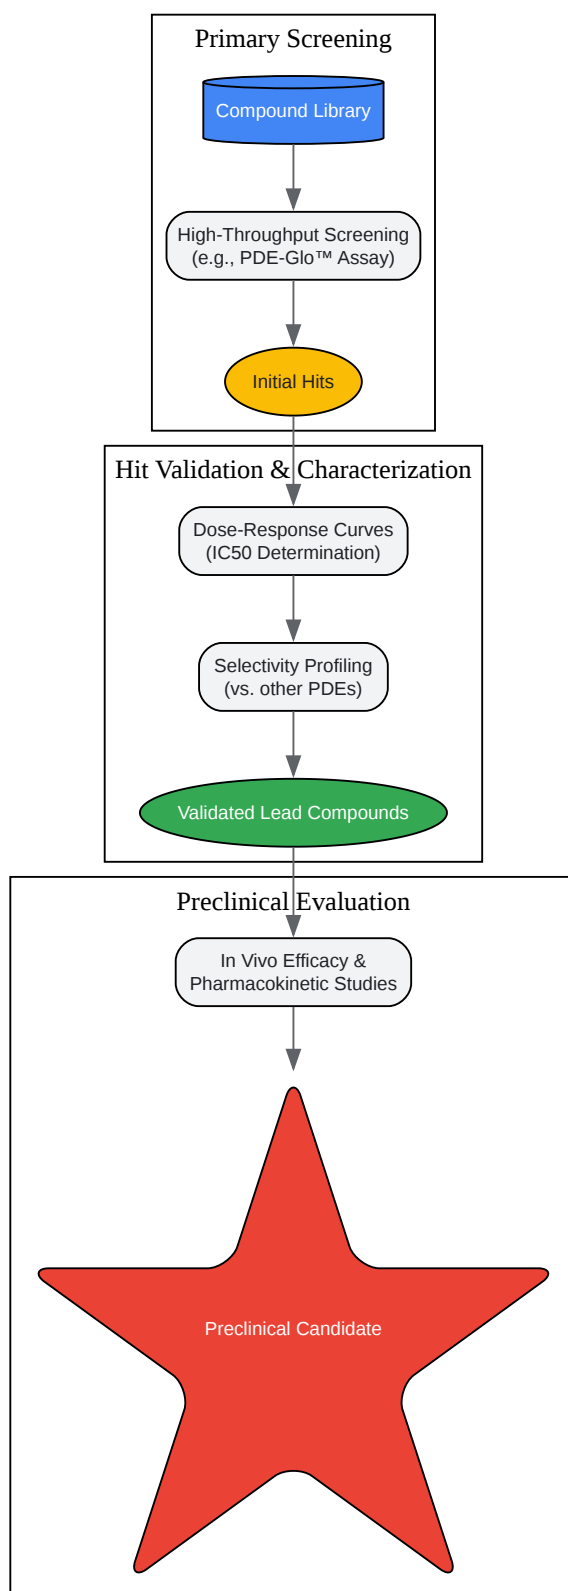 Primary Screening
Compound Library
High-Throughput Screening
(e.g., PDE-Glo™ Assay)
Initial Hits
Hit Validation & Characterization
Dose-Response Curves
(IC50 Determination)
Selectivity Profiling
(vs. other PDEs)
Validated Lead Compounds
Preclinical Evaluation
In Vivo Efficacy &
Pharmacokinetic Studies
Preclinical Candidate